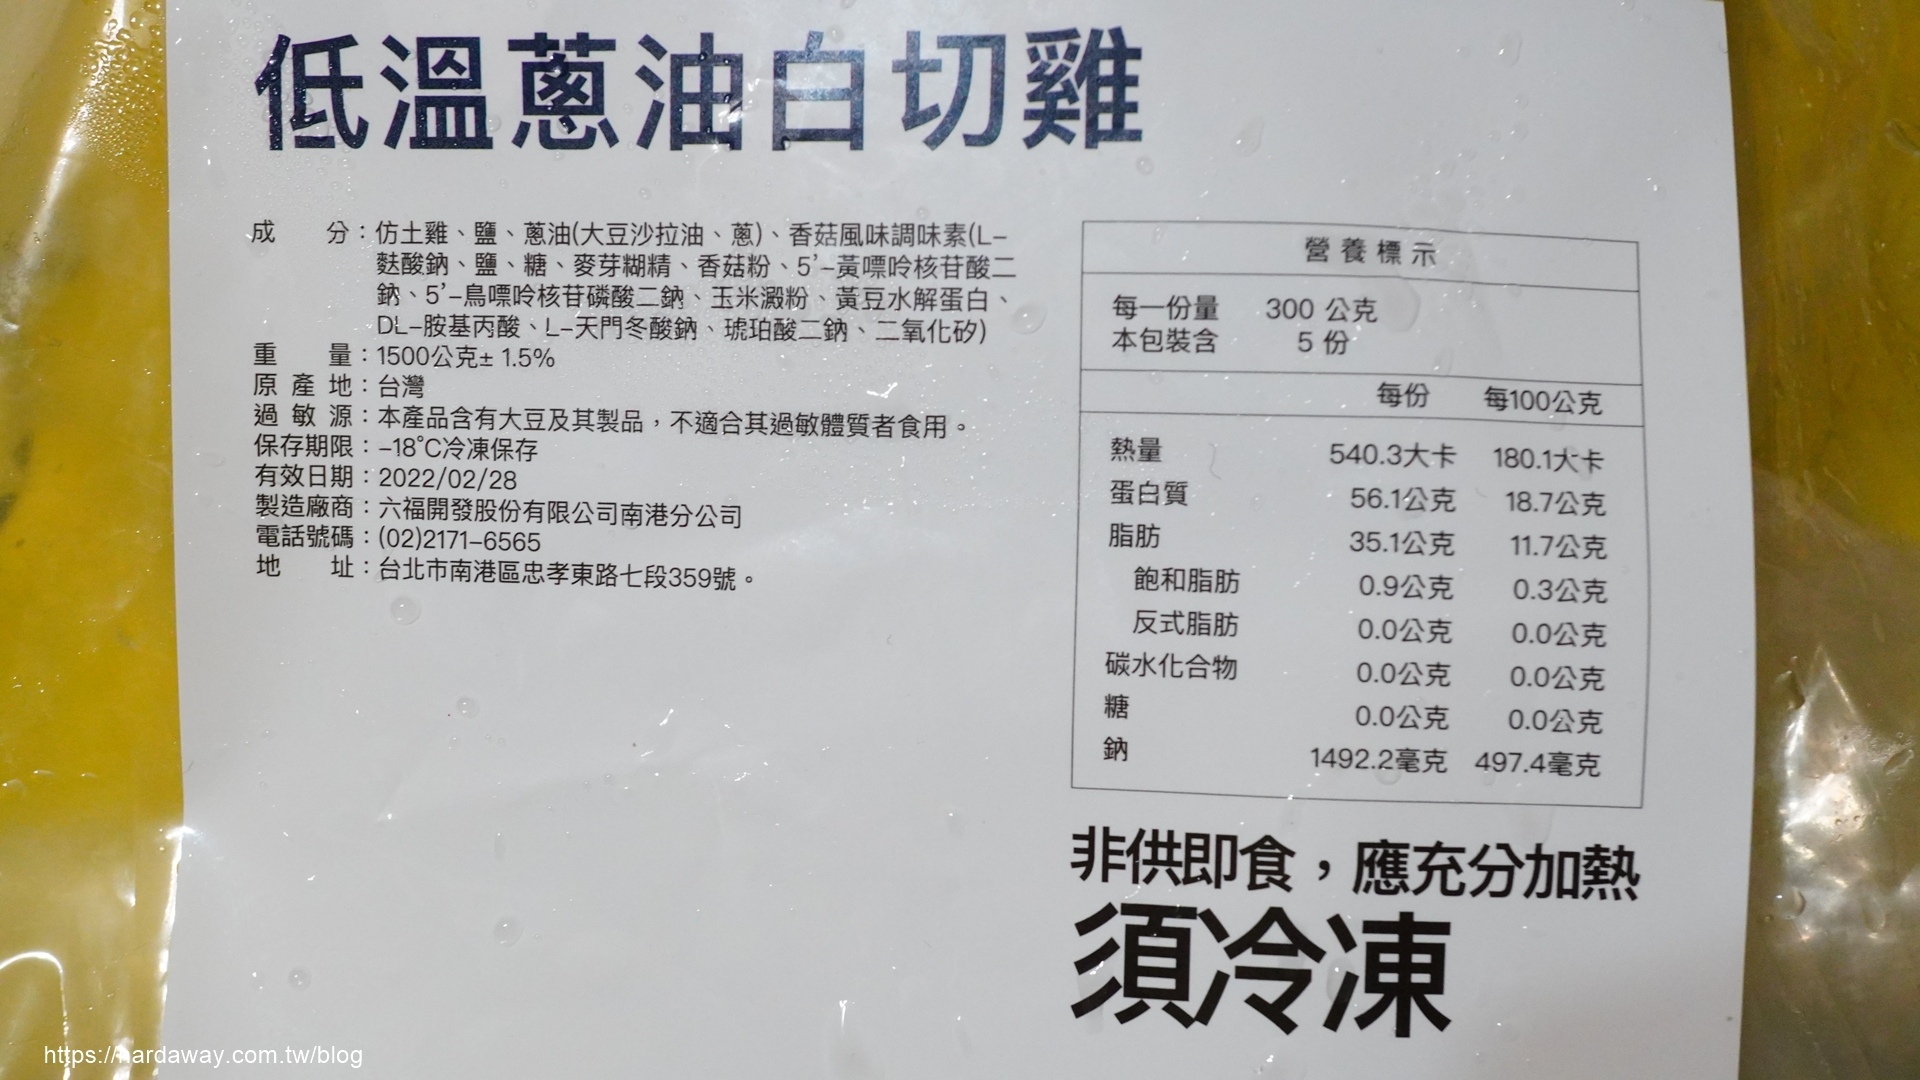 低溫蔥油白切雞
成 分：仿土雞、鹽、蔥油(大豆沙拉油、蔥)、香菇風味調味素(L-
麩酸鈉、鹽、糖、麥芽糊精、香菇粉、5'-黃嘌呤核苷酸二
鈉、5'-鳥嘌呤核苷磷酸二鈉、玉米澱粉、黃豆水解蛋白、
DL-胺基丙酸、L-天門冬酸鈉、琥珀酸二鈉、二氧化矽)
重 量：1500公克± 1.5%
原 產 地：台灣
過 敏 源：本產品含有大豆及其製品，不適合其過敏體質者食用。
保存期限：-18°C冷凍保存
有效日期：2022/02/28
製造廠商：六福開發股份有限公司南港分公司
電話號碼：(02)2171-6565
地 址：台北市南港區忠孝東路七段359號。
營養標示
每一份量 300 公克
本包裝含 5 份
每份 每100公克
熱量 540.3大卡 180.1大卡
蛋白質 56.1公克 18.7公克
脂肪 35.1公克 11.7公克
飽和脂肪 0.9公克 0.3公克
反式脂肪 0.0公克 0.0公克
碳水化合物 0.0公克 0.0公克
糖 0.0公克 0.0公克
鈉 1492.2毫克 497.4毫克
非供即食，應充分加熱
須冷凍
https://hardaway.com.tw/blog